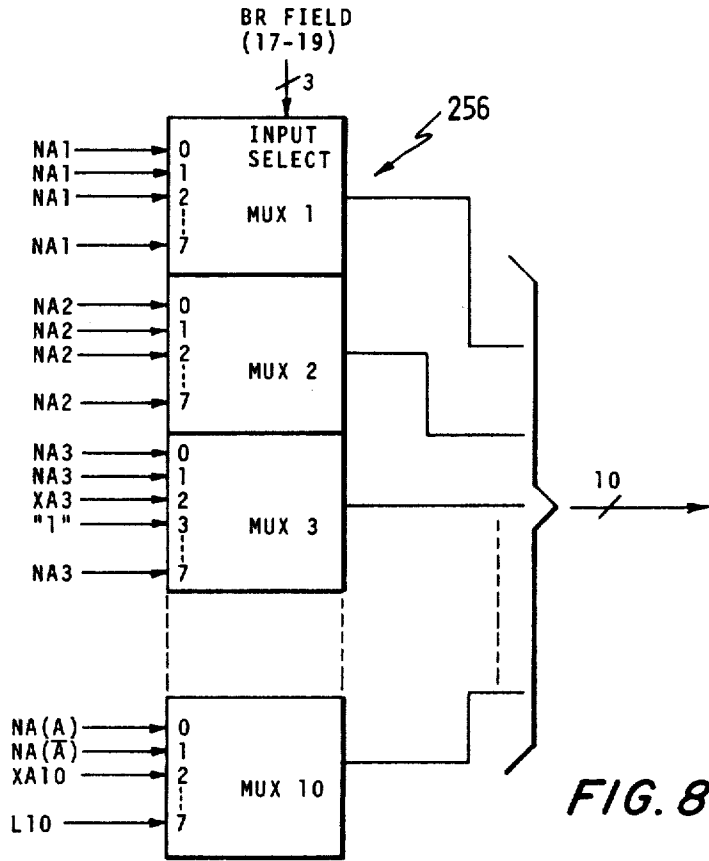 BR FIELD
(17-19)
3
256
INPUT
SELECT
NA1 0
NA1 1
NA1 2
MUX 1
NA1 7
NA2 0
NA2 1
NA2 2
MUX 2
NA2 7
NA3 0
NA3 1
XA3 2
"1" 3
MUX 3
NA3 7
10
NA(A) 0
NA(A̅) 1
XA10 2
MUX 10
L10 7
FIG. 8